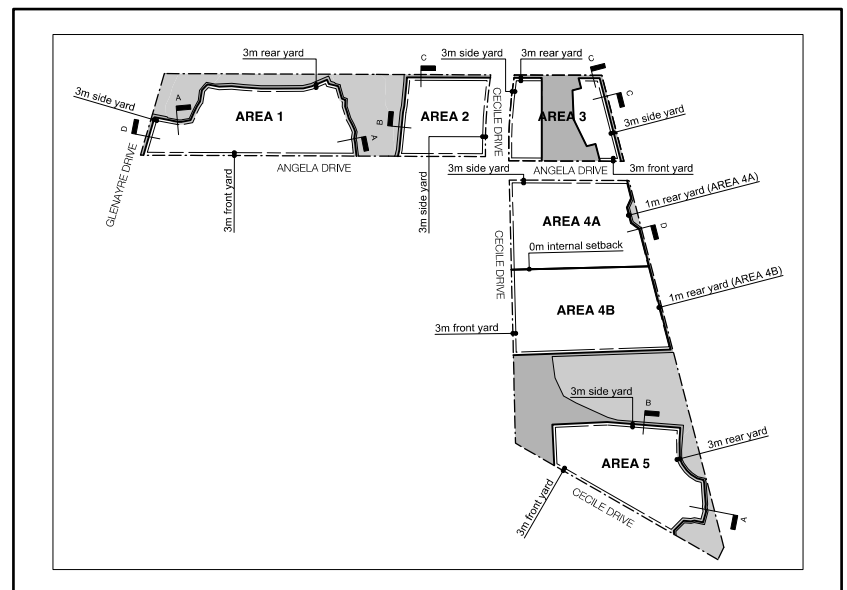 3m rear yard
C
3m side yard
3m rear yard
C
3m side yard
A
D
AREA 1
B
AREA 2
CECILE DRIVE
AREA 3
C
3m side yard
A
GLENAYRE DRIVE
3m front yard
ANGELA DRIVE
3m side yard
ANGELA DRIVE
3m front yard
3m side yard
1m rear yard (AREA 4A)
AREA 4A
D
CECILE DRIVE
0m internal setback
1m rear yard (AREA 4B)
AREA 4B
3m front yard
3m side yard
B
3m rear yard
AREA 5
3m front yard
CECILE DRIVE
A